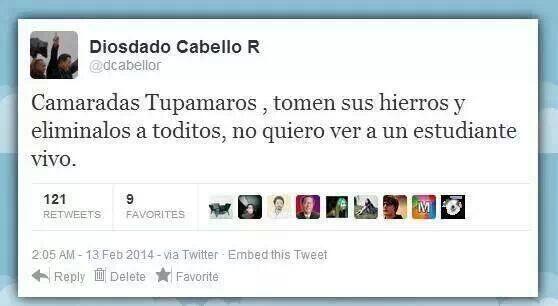 Diosdado Cabello R
@dcabellor
Camaradas Tupamaros , tomen sus hierros y
eliminalos a toditos, no quiero ver a un estudiante
vivo.
121 9
RETWEETS FAVORITES
M
2:05 AM - 13 Feb 2014 - via Twitter · Embed this Tweet
Reply Delete Favorite